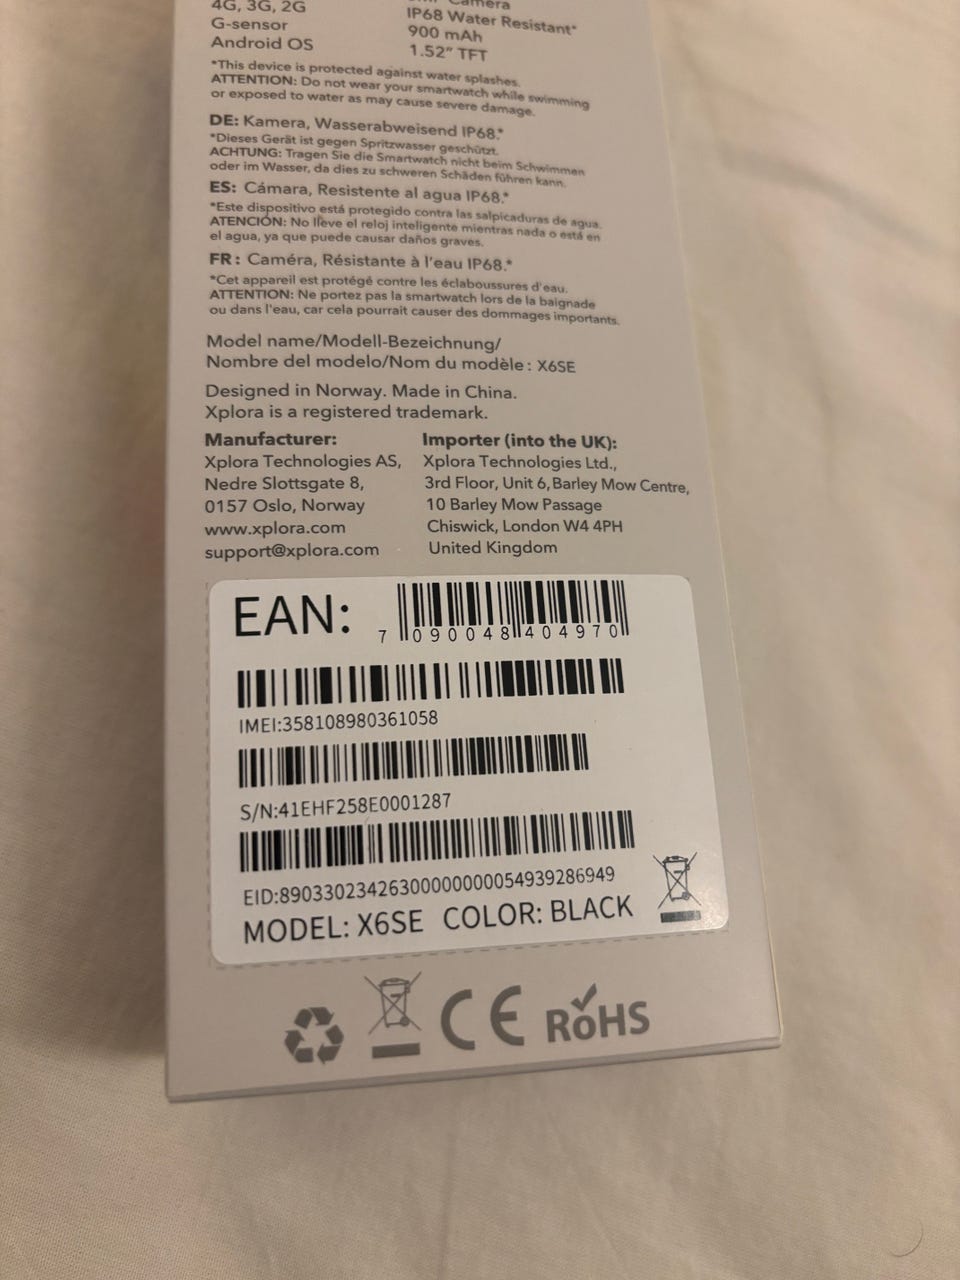 4G, 3G, 2G
G-sensor
Android OS
Camera
IP68 Water Resistant*
900 mAh
1.52" TFT
*This device is protected against water splashes.
ATTENTION: Do not wear your smartwatch while swimming
or exposed to water as may cause severe damage.
DE: Kamera, Wasserabweisend IP68.*
*Dieses Gerät ist gegen Spritzwasser geschützt.
ACHTUNG: Tragen Sie die Smartwatch nicht beim Schwimmen
oder im Wasser, da dies zu schweren Schäden führen kann.
ES: Cámara, Resistente al agua IP68.*
*Este dispositivo está protegido contra las salpicaduras de agua.
ATENCIÓN: No lleve el reloj inteligente mientras nada o está en
el agua, ya que puede causar daños graves.
FR : Caméra, Résistante à l'eau IP68.*
*Cet appareil est protégé contre les éclaboussures d'eau.
ATTENTION: Ne portez pas la smartwatch lors de la baignade
ou dans l'eau, car cela pourrait causer des dommages importants.
Model name/Modell-Bezeichnung/
Nombre del modelo/Nom du modèle : X6SE
Designed in Norway. Made in China.
Xplora is a registered trademark.
Manufacturer:
Xplora Technologies AS,
Nedre Slottsgate 8,
0157 Oslo, Norway
www.xplora.com
support@xplora.com
Importer (into the UK):
Xplora Technologies Ltd.,
3rd Floor, Unit 6, Barley Mow Centre,
10 Barley Mow Passage
Chiswick, London W4 4PH
United Kingdom
EAN: 7 090048 404970
IMEI:358108980361058
S/N:41EHF258E0001287
EID:89033023426300000000054939286949
MODEL: X6SE COLOR: BLACK
CE RoHS